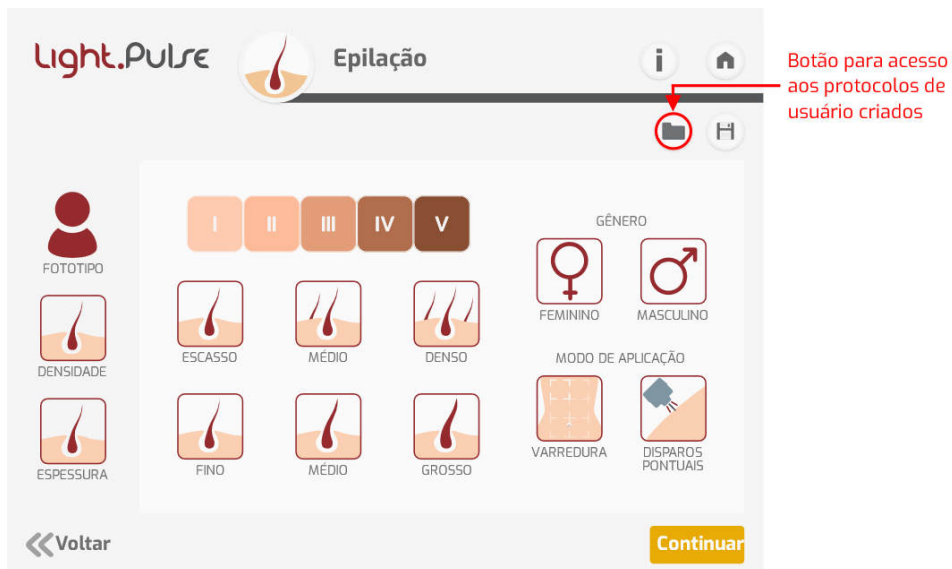 Light.Pulse
Epilação
i
Botão para acesso
aos protocolos de
usuário criados
I II III IV V
FOTOTIPO
GÊNERO
FEMININO MASCULINO
DENSIDADE
ESCASSO MÉDIO DENSO
MODO DE APLICAÇÃO
ESPESSURA
FINO MÉDIO GROSSO
VARREDURA DISPAROS
PONTUAIS
Voltar
Continuar